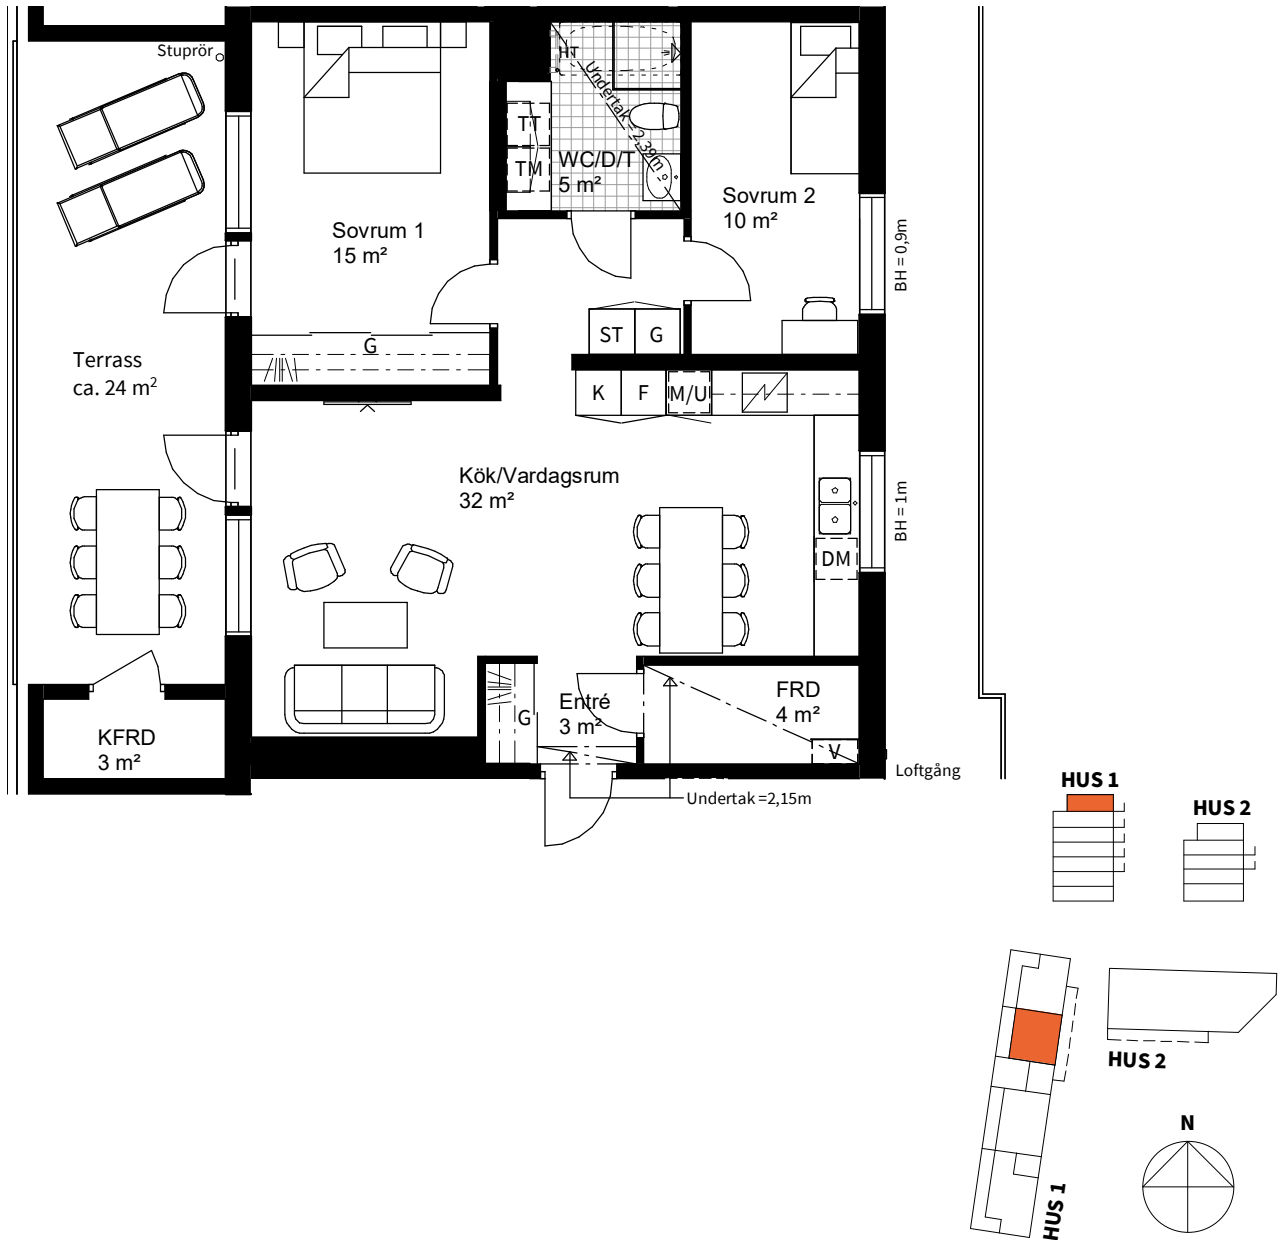 Stuprör
HT
Undertak =2,39m
TT
TM
WC/D/T
5 m²
Sovrum 1
15 m²
Sovrum 2
10 m²
BH = 0,9m
ST
G
G
Terrass
ca. 24 m²
K
F
M/U
Kök/Vardagsrum
32 m²
BH = 1m
DM
Entré
3 m²
G
FRD
4 m²
V
KFRD
3 m²
Loftgång
Undertak =2,15m
HUS 1
HUS 2
HUS 2
HUS 1
N